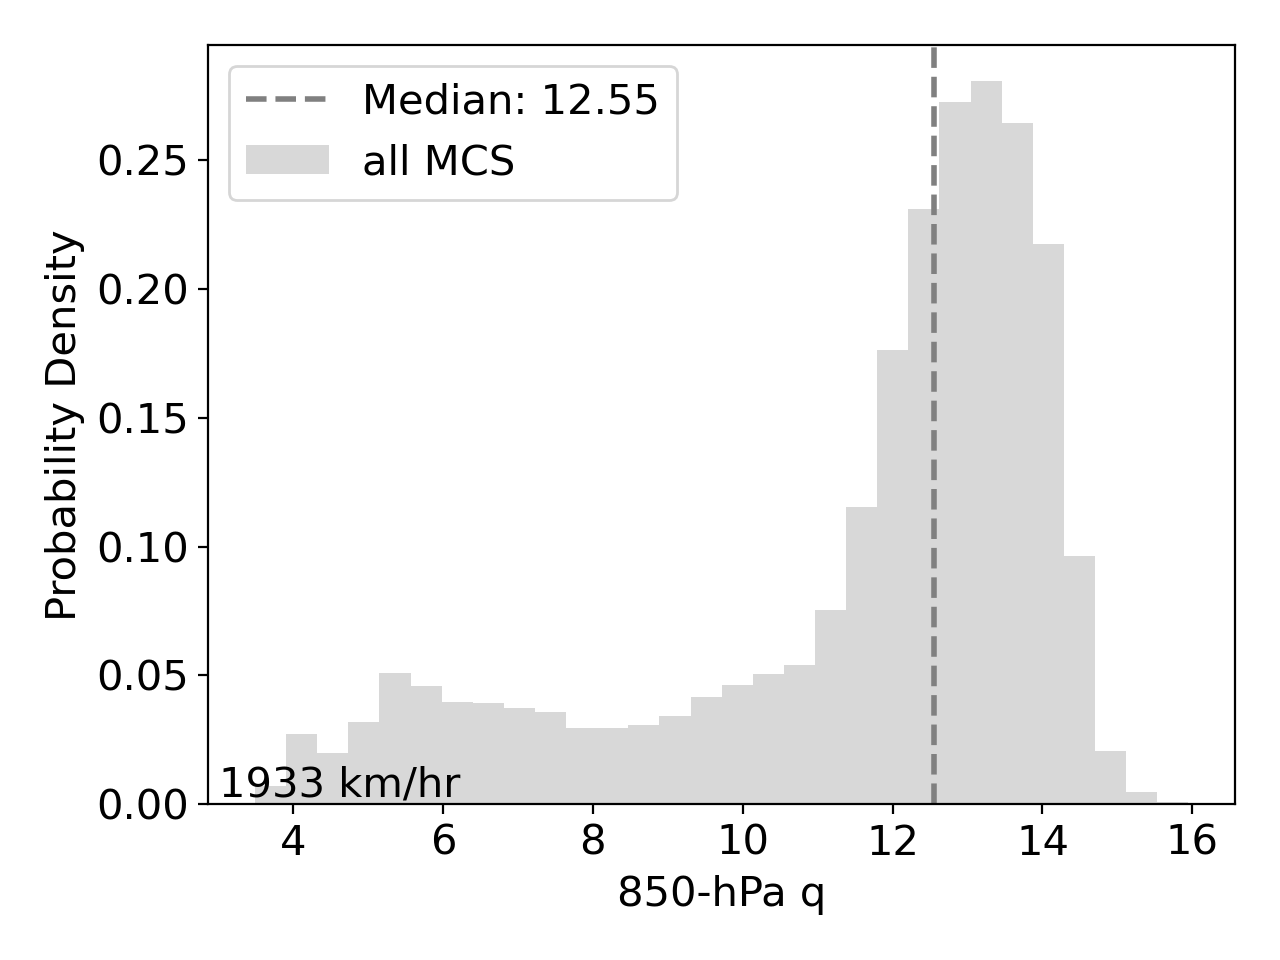 Median: 12.55
all MCS
Probability Density
0.25
0.20
0.15
0.10
0.05
0.00
1933 km/hr
4 6 8 10 12 14 16
850-hPa q